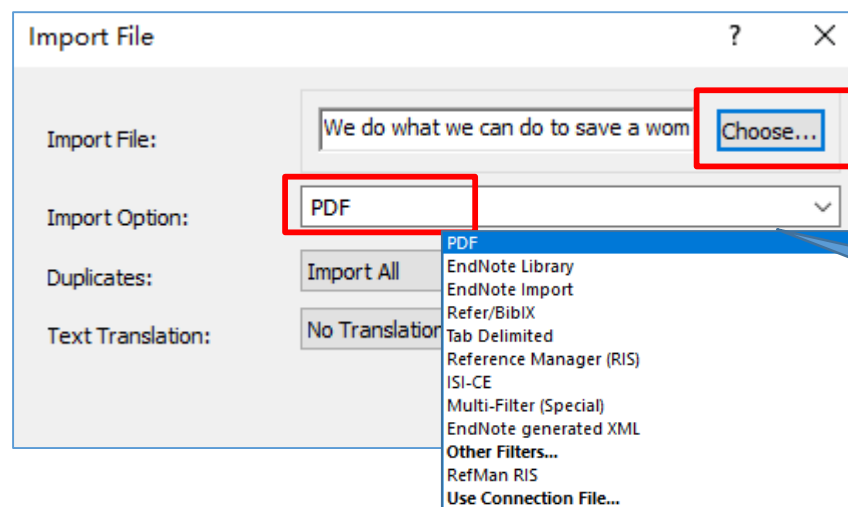 Import File
?
Import File:
We do what we can do to save a wom
Choose...
Import Option:
PDF
PDF
Duplicates:
Import All
EndNote Library
EndNote Import
Refer/BibIX
Text Translation:
No Translation
Tab Delimited
Reference Manager (RIS)
ISI-CE
Multi-Filter (Special)
EndNote generated XML
Other Filters...
RefMan RIS
Use Connection File...